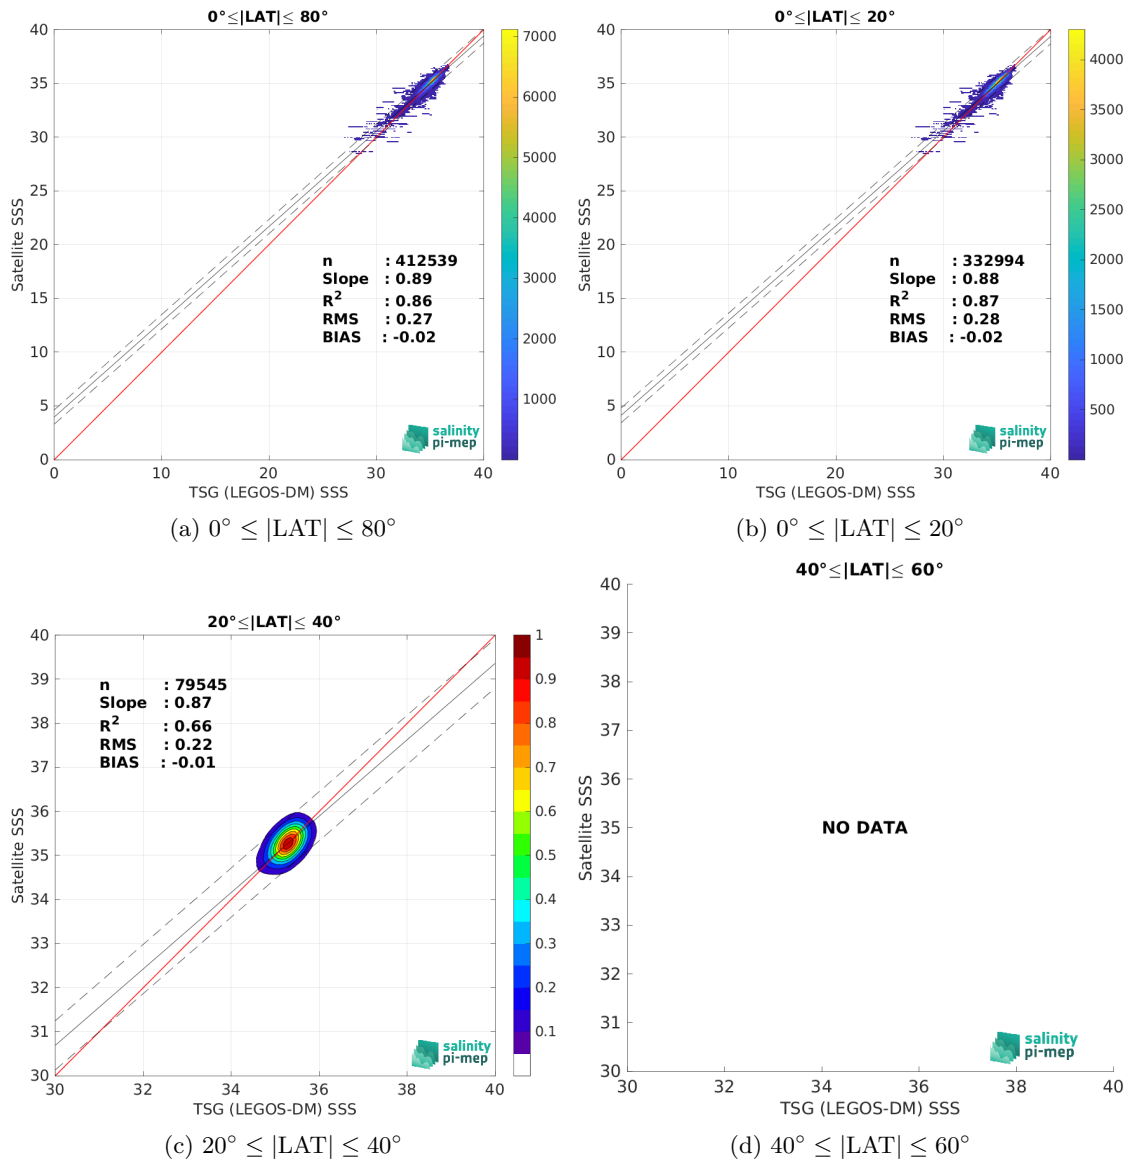 0°≤|LAT|≤ 80°
40
35
30
25
20
15
10
5
0
0
10
20
30
40
Satellite SSS
TSG (LEGOS-DM) SSS
n : 412539
Slope : 0.89
R² : 0.86
RMS : 0.27
BIAS : -0.02
salinity
pi-mep
7000
6000
5000
4000
3000
2000
1000
(a) 0° ≤ |LAT| ≤ 80°
0°≤|LAT|≤ 20°
40
35
30
25
20
15
10
5
0
0
10
20
30
40
Satellite SSS
TSG (LEGOS-DM) SSS
n : 332994
Slope : 0.88
R² : 0.87
RMS : 0.28
BIAS : -0.02
salinity
pi-mep
4000
3500
3000
2500
2000
1500
1000
500
(b) 0° ≤ |LAT| ≤ 20°
20°≤|LAT|≤ 40°
40
39
38
37
36
35
34
33
32
31
30
30
32
34
36
38
40
Satellite SSS
TSG (LEGOS-DM) SSS
n : 79545
Slope : 0.87
R² : 0.66
RMS : 0.22
BIAS : -0.01
salinity
pi-mep
1
0.9
0.8
0.7
0.6
0.5
0.4
0.3
0.2
0.1
(c) 20° ≤ |LAT| ≤ 40°
40°≤|LAT|≤ 60°
40
39
38
37
36
35
34
33
32
31
30
30
32
34
36
38
40
Satellite SSS
TSG (LEGOS-DM) SSS
NO DATA
salinity
pi-mep
(d) 40° ≤ |LAT| ≤ 60°